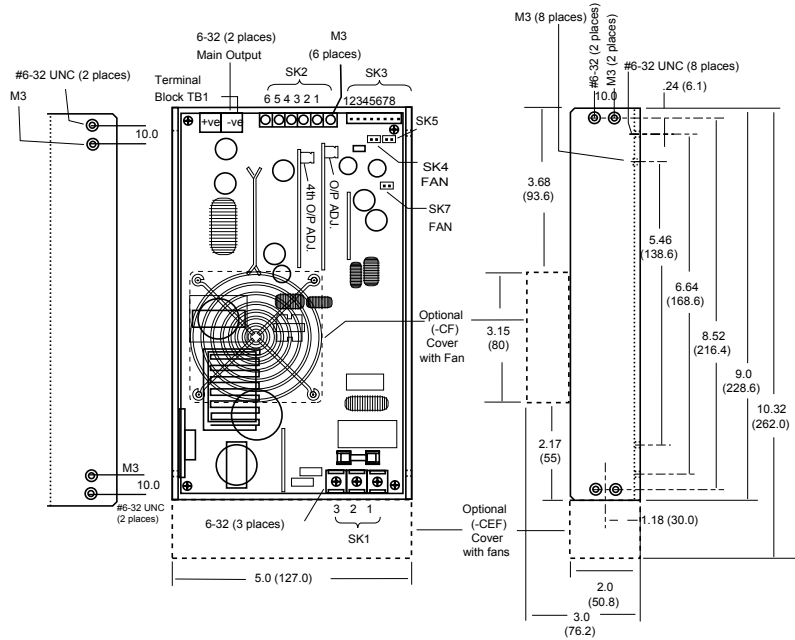 6-32 (2 places)
Main Output
M3
(6 places)
#6-32 UNC (2 places)
M3
10.0
Terminal
Block TB1
SK2
SK3
6 5 4 3 2 1
12345678
+ve
-ve
SK5
SK4
FAN
SK7
FAN
4th O/P ADJ.
O/P ADJ.
Optional
(-CF)
Cover
with Fan
M3
10.0
#6-32 UNC
(2 places)
6-32 (3 places)
3 2 1
SK1
Optional
(-CEF)
Cover
with fans
5.0 (127.0)
M3 (8 places)
#6-32 (2 places)
M3 (2 places)
#6-32 UNC (8 places)
10.0
.24 (6.1)
3.68
(93.6)
5.46
(138.6)
6.64
(168.6)
3.15
(80)
8.52
(216.4)
9.0
(228.6)
10.32
(262.0)
2.17
(55)
1.18 (30.0)
2.0
(50.8)
3.0
(76.2)